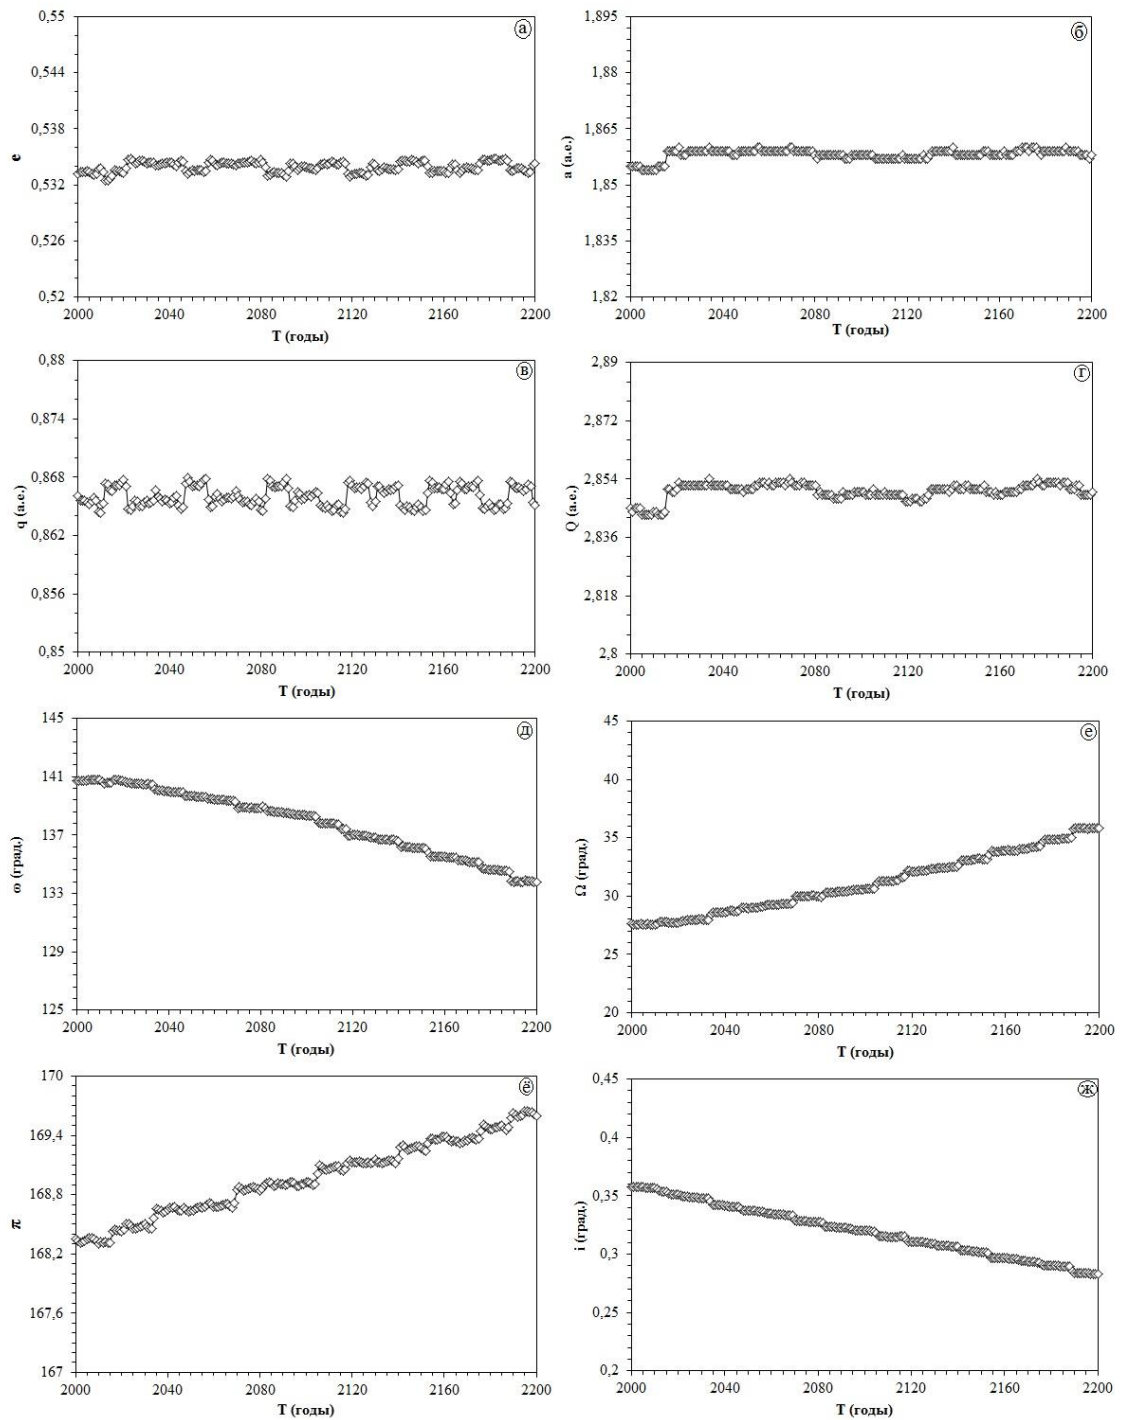 0,55
0,544
0,538
0,532
0,526
0,52
e
а
2000 2040 2080 2120 2160 2200
T (годы)
1,895
1,88
1,865
1,85
1,835
1,82
a (а.е.)
б
2000 2040 2080 2120 2160 2200
T (годы)
0,88
0,874
0,868
0,862
0,856
0,85
q (а.е.)
в
2000 2040 2080 2120 2160 2200
T (годы)
2,89
2,872
2,854
2,836
2,818
2,8
Q (а.е.)
г
2000 2040 2080 2120 2160 2200
T (годы)
145
141
137
133
129
125
ω (град.)
д
2000 2040 2080 2120 2160 2200
T (годы)
45
40
35
30
25
20
Ω (град.)
е
2000 2040 2080 2120 2160 2200
T (годы)
170
169,4
168,8
168,2
167,6
167
π
ё
2000 2040 2080 2120 2160 2200
T (годы)
0,45
0,4
0,35
0,3
0,25
0,2
i (град.)
ж
2000 2040 2080 2120 2160 2200
T (годы)